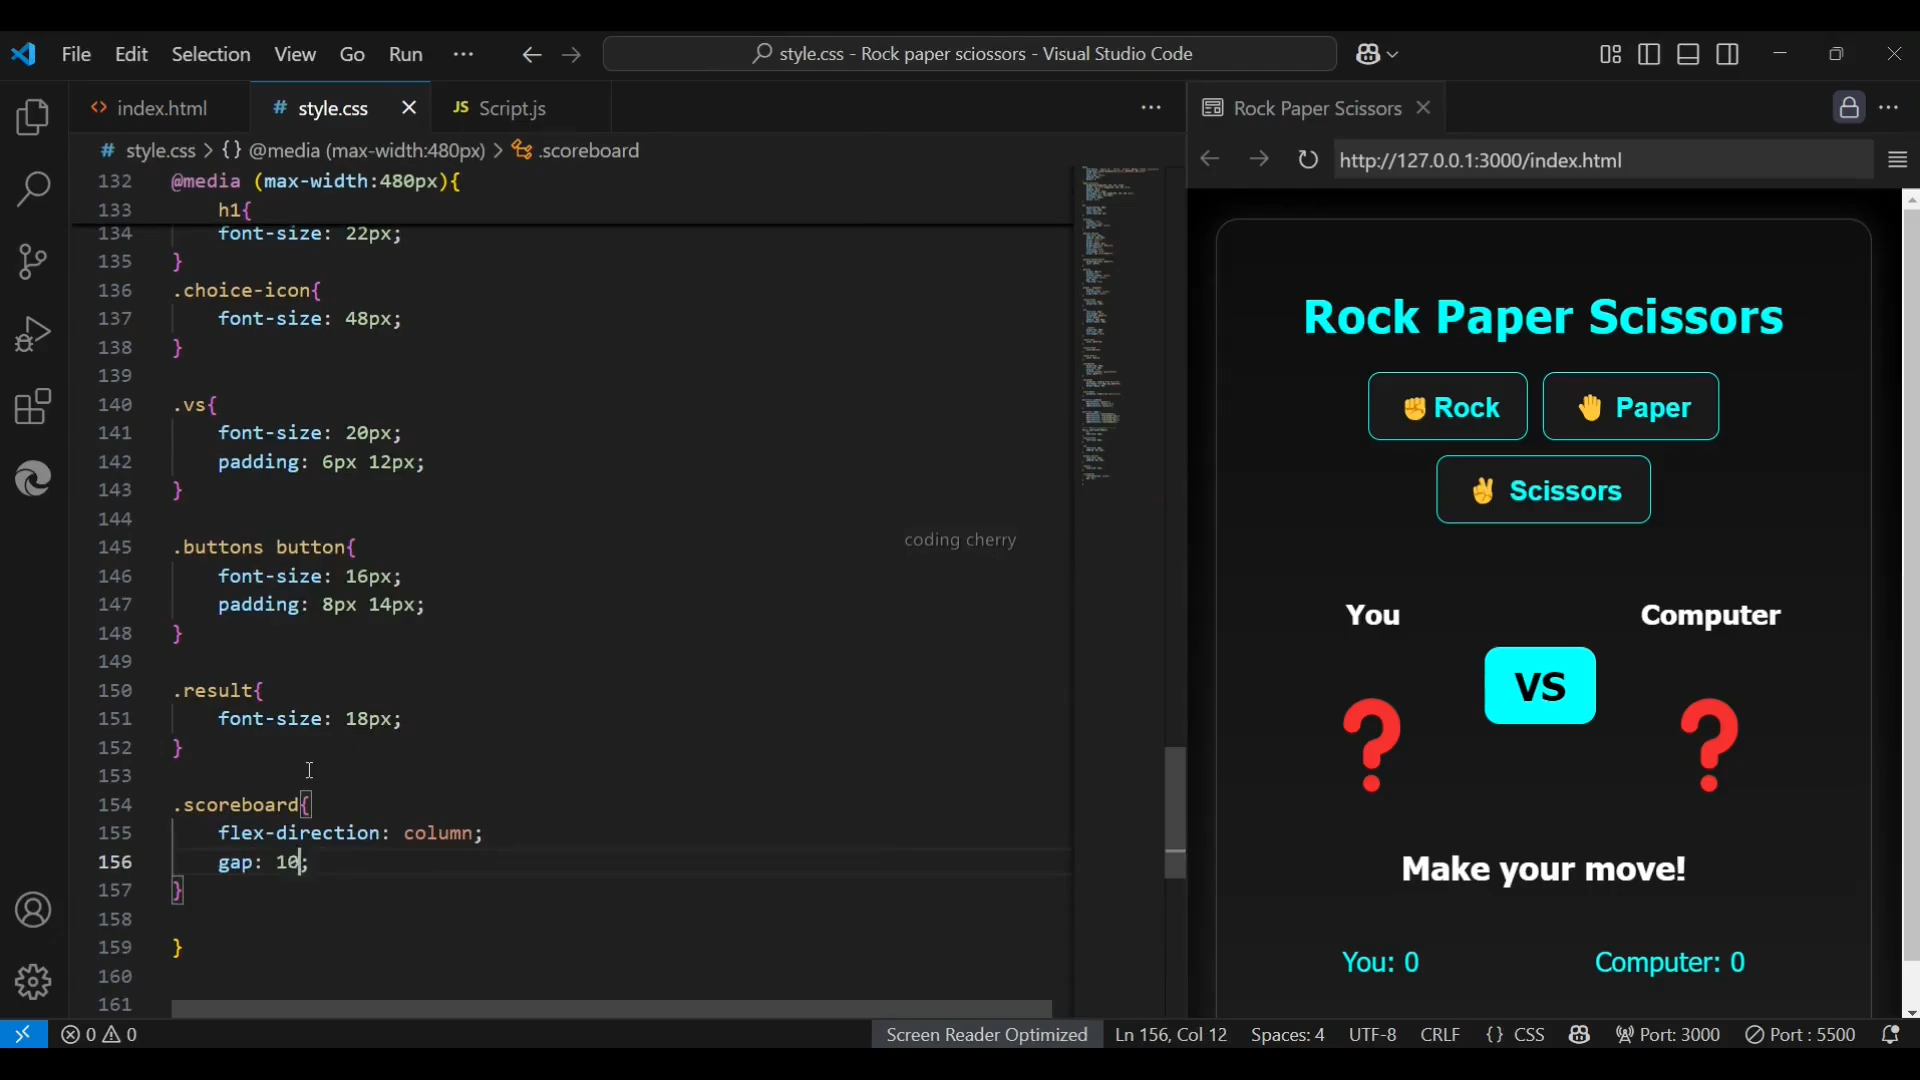 File Edit Selection View Go Run ··· style.css - Rock paper sciossors - Visual Studio Code
index.html # style.css JS Script.js ··· Rock Paper Scissors ···
# style.css > {} @media (max-width:480px) > .scoreboard
http://127.0.0.1:3000/index.html
132 @media (max-width:480px){
133 h1{
134 font-size: 22px;
135 }
136 .choice-icon{
137 font-size: 48px;
138 }
139
140 .vs{
141 font-size: 20px;
142 padding: 6px 12px;
143 }
144
145 .buttons button{
146 font-size: 16px;
147 padding: 8px 14px;
148 }
149
150 .result{
151 font-size: 18px;
152 }
153
154 .scoreboard{
155 flex-direction: column;
156 gap: 10;
157 }
158
159 }
160
161
coding cherry
Rock Paper Scissors
✊ Rock 🤚 Paper
✌ Scissors
You Computer
VS
❓ ❓
Make your move!
You: 0 Computer: 0
0 0 Screen Reader Optimized Ln 156, Col 12 Spaces: 4 UTF-8 CRLF {} CSS Port: 3000 Port : 5500